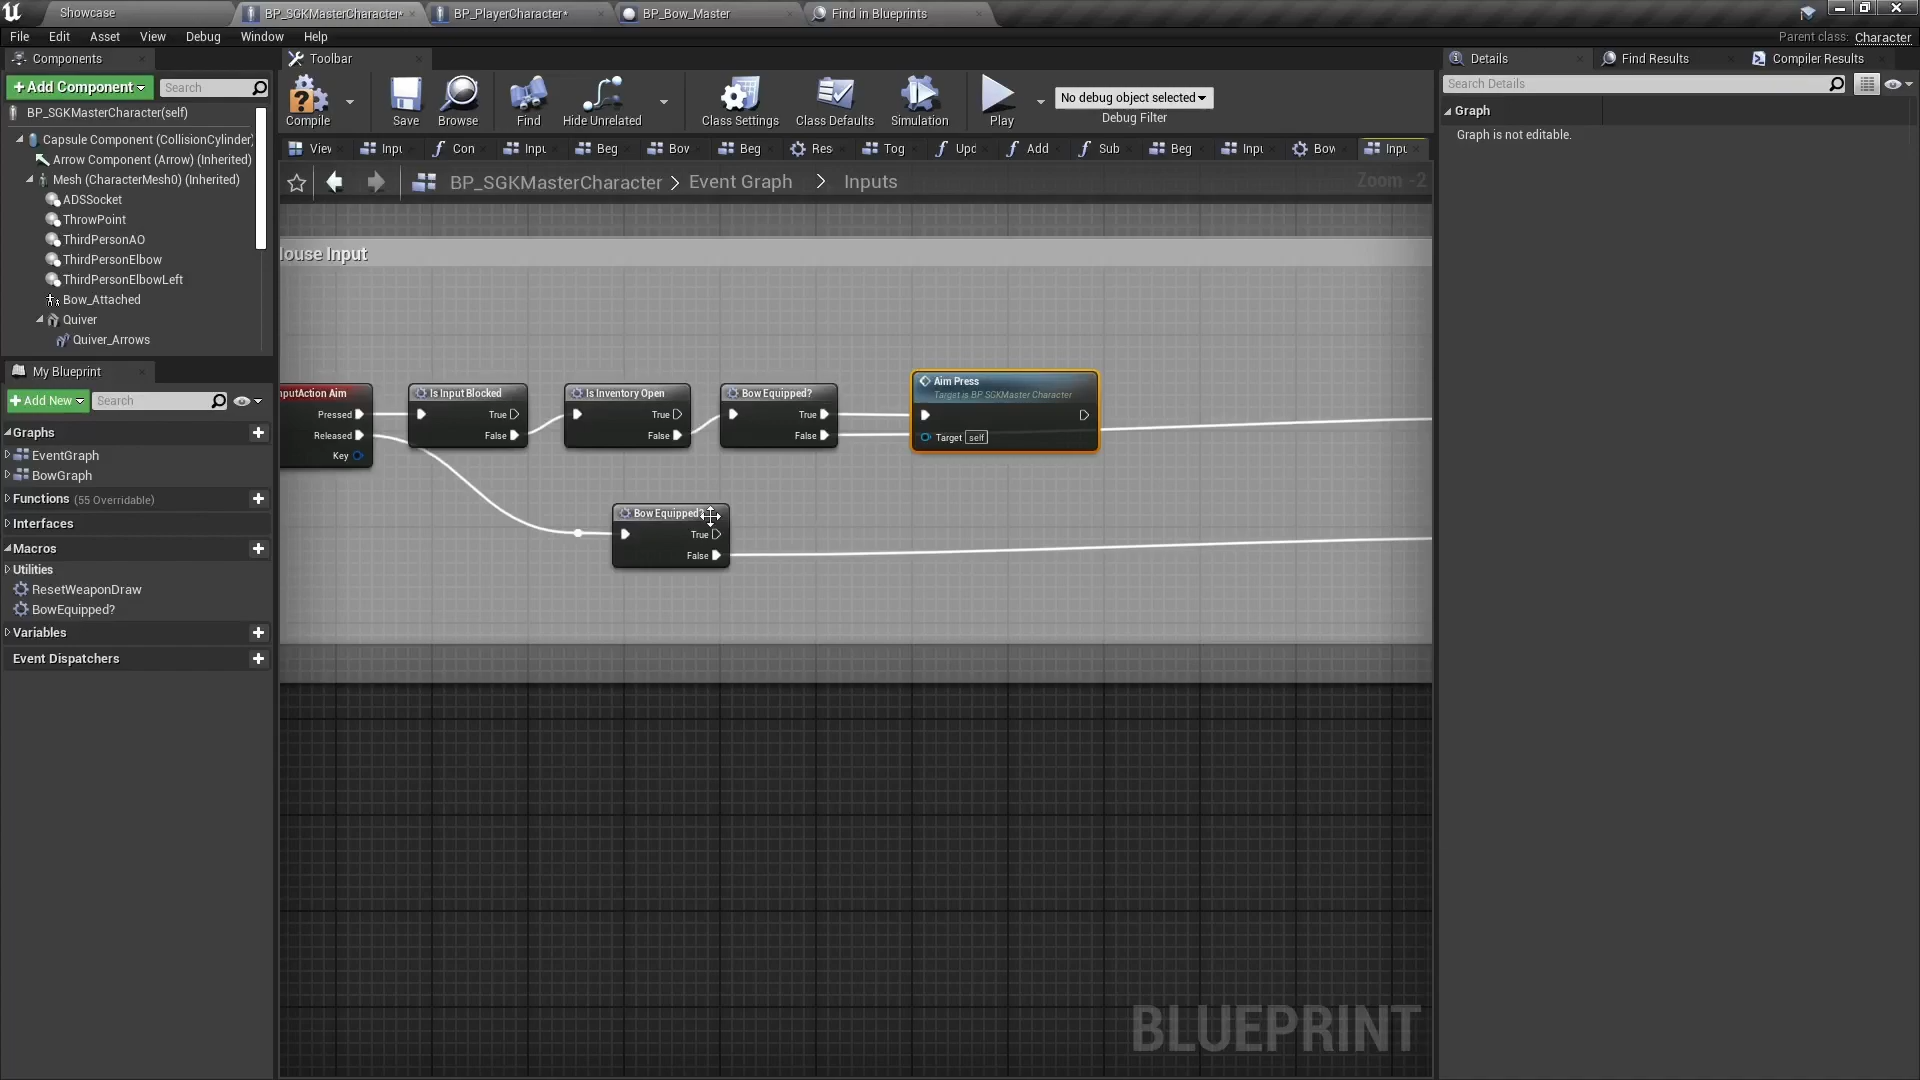 Showcase
BP_SGKMasterCharacter*
BP_PlayerCharacter*
BP_Bow_Master
Find in Blueprints
File Edit Asset View Debug Window Help
Parent class: Character
Components
Toolbar
Details
Find Results
Compiler Results
+Add Component
Search
Search Details
BP_SGKMasterCharacter(self)
Capsule Component (CollisionCylinder)
Arrow Component (Arrow) (Inherited)
Mesh (CharacterMesh0) (Inherited)
ADSSocket
ThrowPoint
ThirdPersonAO
ThirdPersonElbow
ThirdPersonElbowLeft
Bow_Attached
Quiver
Quiver_Arrows
Compile
Save
Browse
Find
Hide Unrelated
Class Settings
Class Defaults
Simulation
Play
No debug object selected
Debug Filter
Graph
Graph is not editable.
Viev Inpu Con Inpu Beg Bov Beg Res Tog Upd Add Sub Beg Inpu Bow Inpu
BP_SGKMasterCharacter > Event Graph > Inputs
Zoom -2
My Blueprint
+Add New
Search
Graphs
EventGraph
BowGraph
Functions (55 Overridable)
Interfaces
Macros
Utilities
ResetWeaponDraw
BowEquipped?
Variables
Event Dispatchers
louse Input
nputAction Aim
Pressed
Released
Key
Is Input Blocked
True
False
Is Inventory Open
True
False
Bow Equipped?
True
False
Aim Press
Target is BP SGKMaster Character
Target self
Bow Equipped?
True
False
BLUEPRINT